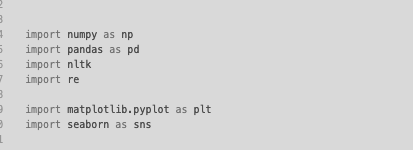 import numpy as np
import pandas as pd
import nltk
import re
import matplotlib.pyplot as plt
import seaborn as sns